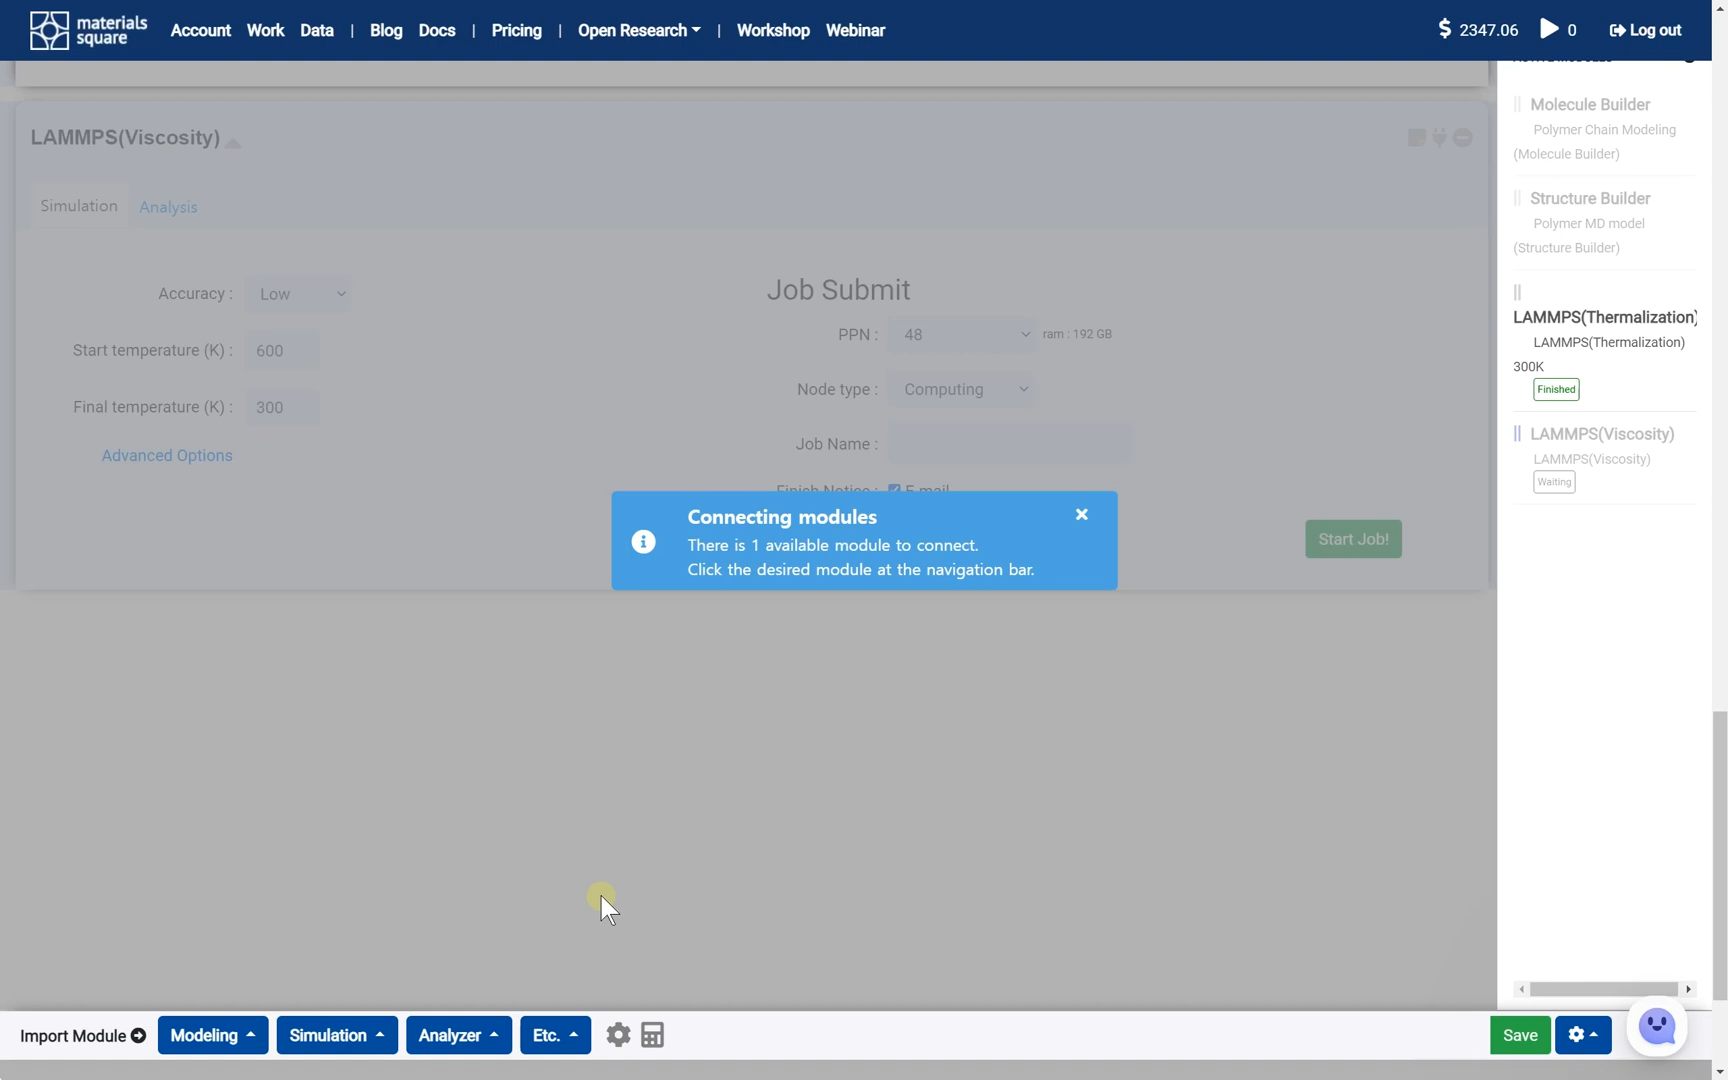 materials
square
Account Work Data | Blog Docs | Pricing | Open Research | Workshop Webinar
$ 2347.06 0 Log out
LAMMPS(Viscosity)
Simulation Analysis
Accuracy : Low
Start temperature (K) : 600
Final temperature (K) : 300
Advanced Options
Job Submit
PPN : 48 ram : 192 GB
Node type : Computing
Job Name :
Finish Notice : E-mail
Start Job!
Connecting modules
There is 1 available module to connect.
Click the desired module at the navigation bar.
Molecule Builder
Polymer Chain Modeling
(Molecule Builder)
Structure Builder
Polymer MD model
(Structure Builder)
LAMMPS(Thermalization)
LAMMPS(Thermalization)
300K
Finished
LAMMPS(Viscosity)
LAMMPS(Viscosity)
Waiting
Import Module Modeling Simulation Analyzer Etc.
Save